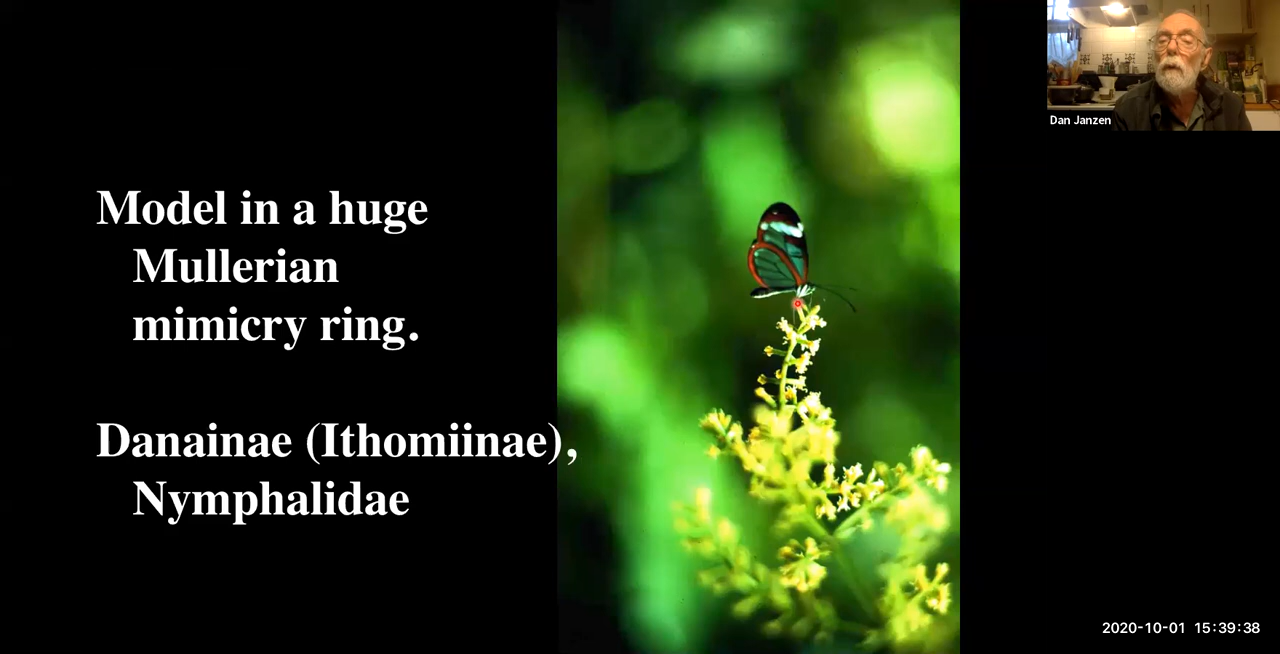 Model in a huge
Mullerian
mimicry ring.
Danainae (Ithomiinae),
Nymphalidae
Dan Janzen
2020-10-01 15:39:38